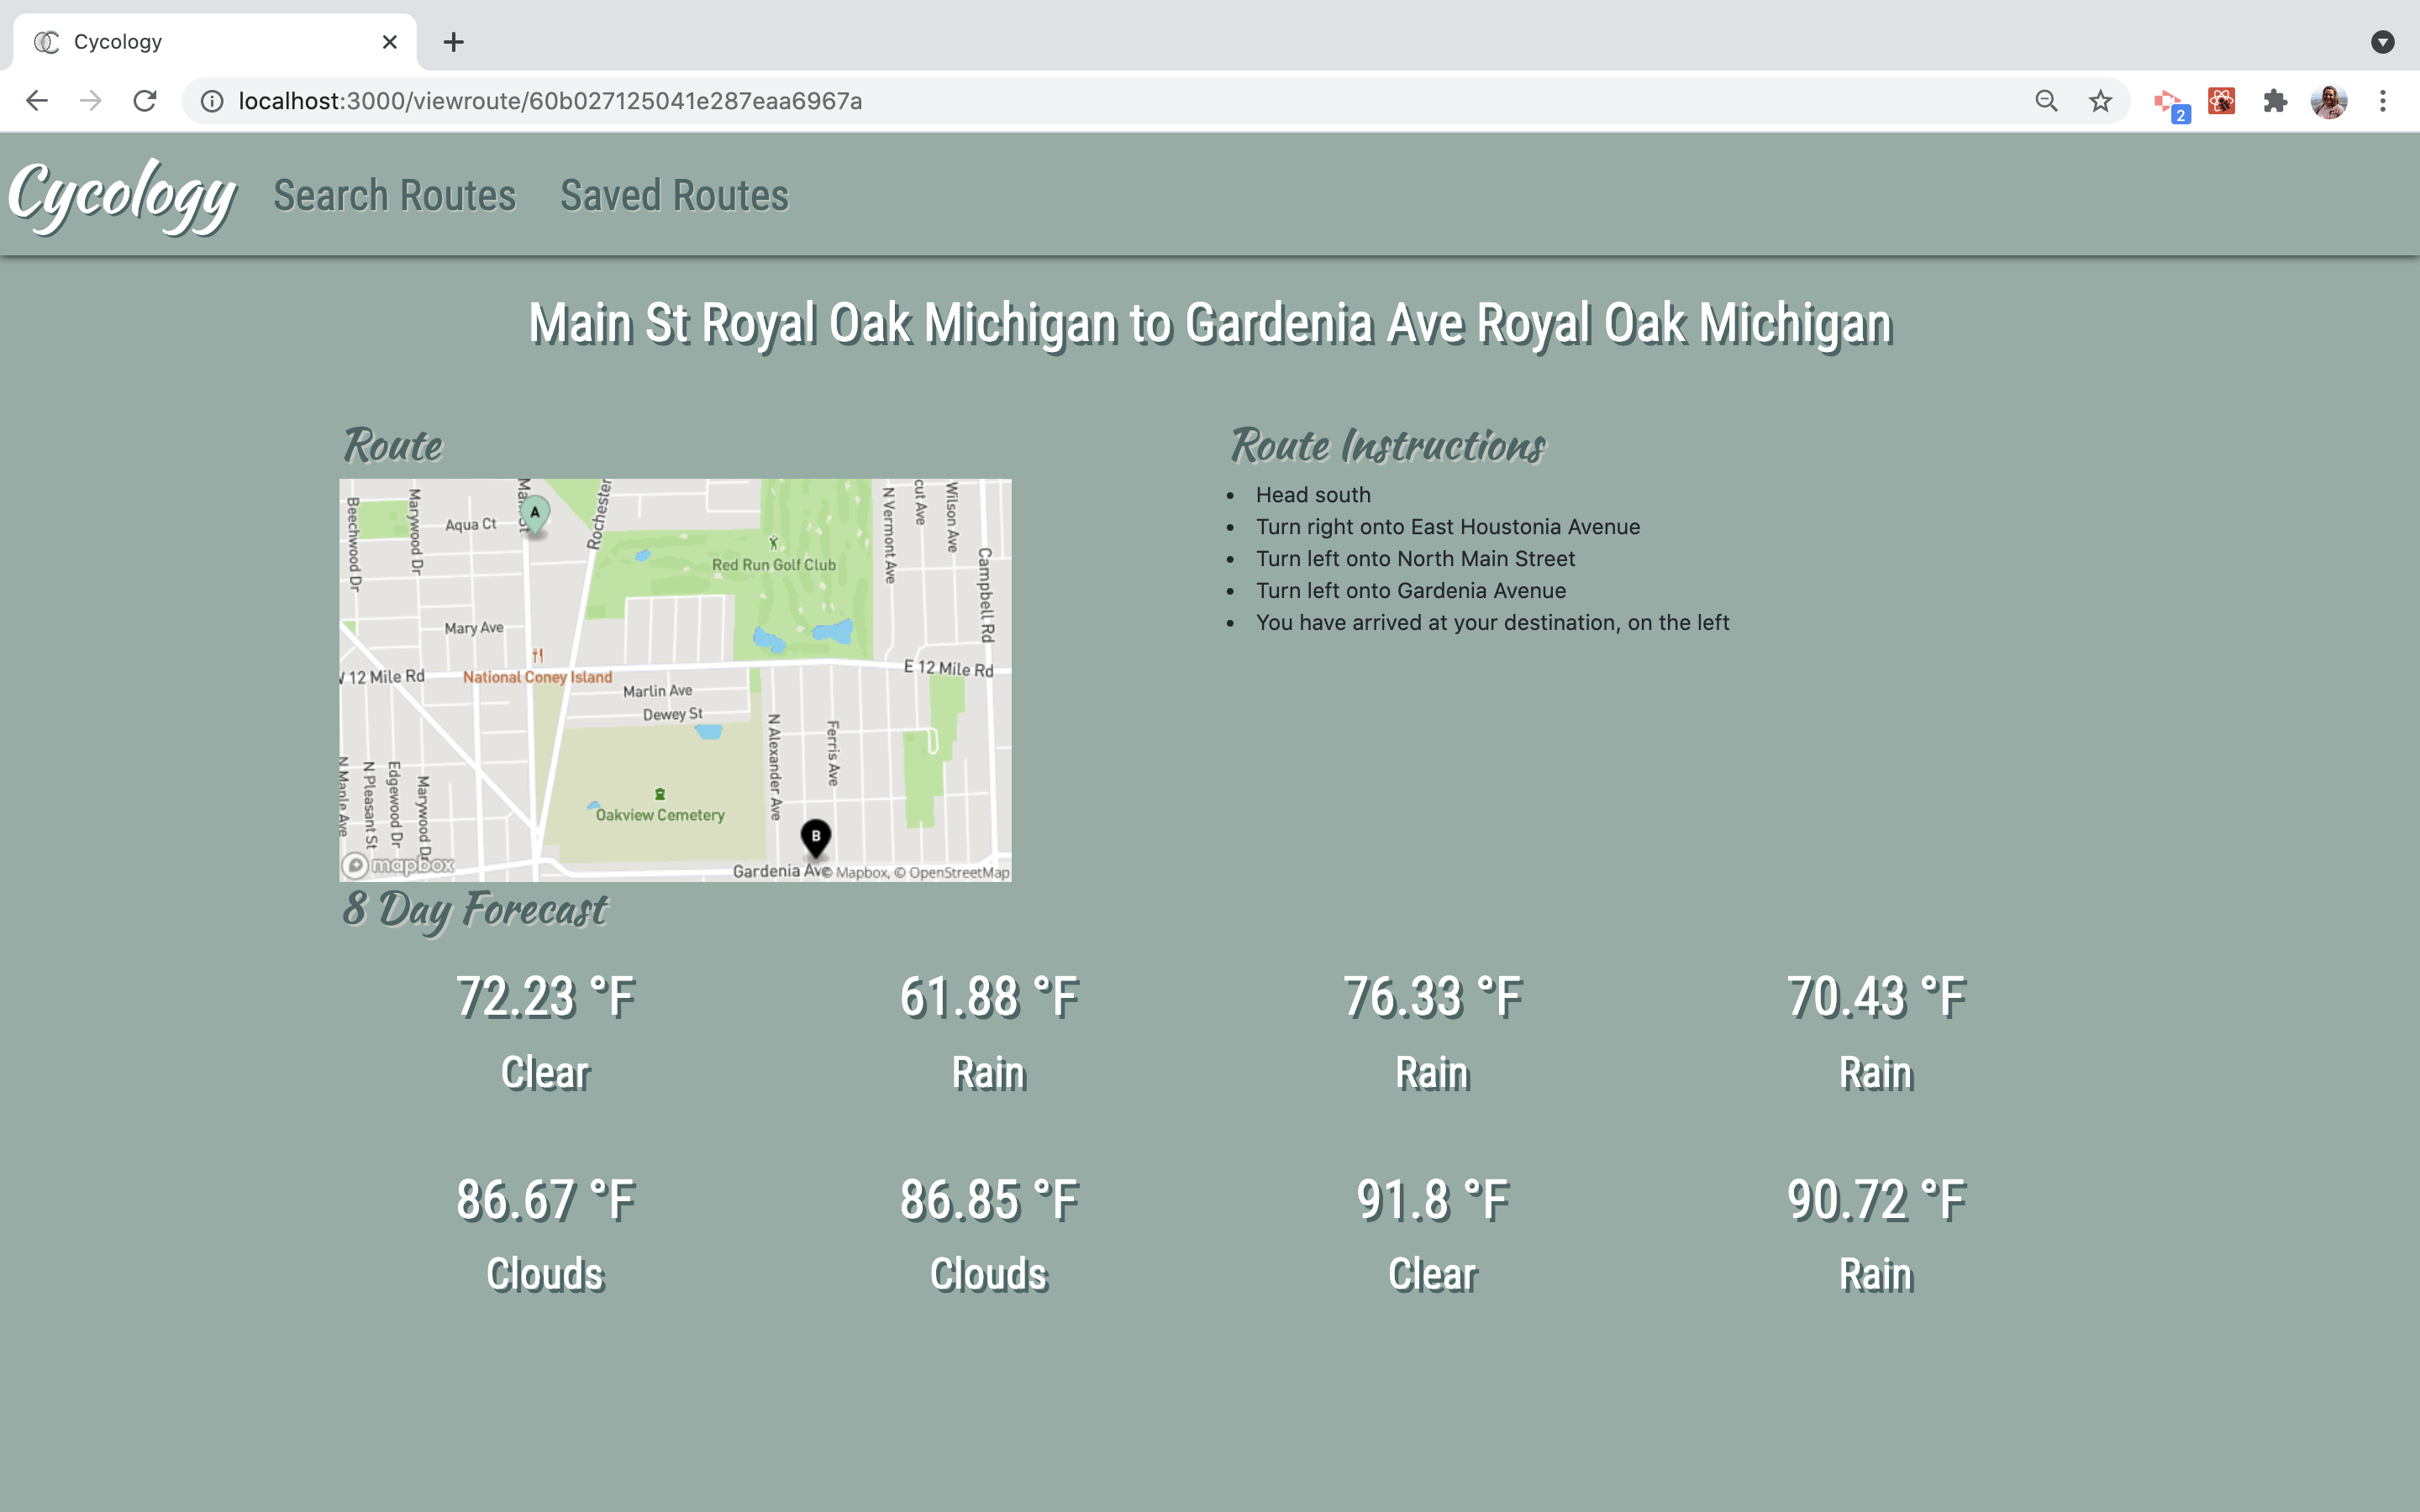 Cycology
localhost:3000/viewroute/60b027125041e287eaa6967a
2
Cycology Search Routes Saved Routes
Main St Royal Oak Michigan to Gardenia Ave Royal Oak Michigan
Route
Beechwood Dr
Marywood Dr
Aqua Ct
A
Rochester
Red Run Golf Club
N Vermont Ave
cut Ave
Wilson Ave
Campbell Rd
Mary Ave
12 Mile Rd
National Coney Island
E 12 Mile Rd
Marlin Ave
Dewey St
N Alexander Ave
Ferris Ave
N Maple Ave
N Pleasant St
Edgewood Dr
Marywood Dr
Oakview Cemetery
B
mapbox
Gardenia Ave
© Mapbox, © OpenStreetMap
Route Instructions
• Head south
• Turn right onto East Houstonia Avenue
• Turn left onto North Main Street
• Turn left onto Gardenia Avenue
• You have arrived at your destination, on the left
8 Day Forecast
72.23 °F 61.88 °F 76.33 °F 70.43 °F
Clear Rain Rain Rain
86.67 °F 86.85 °F 91.8 °F 90.72 °F
Clouds Clouds Clear Rain